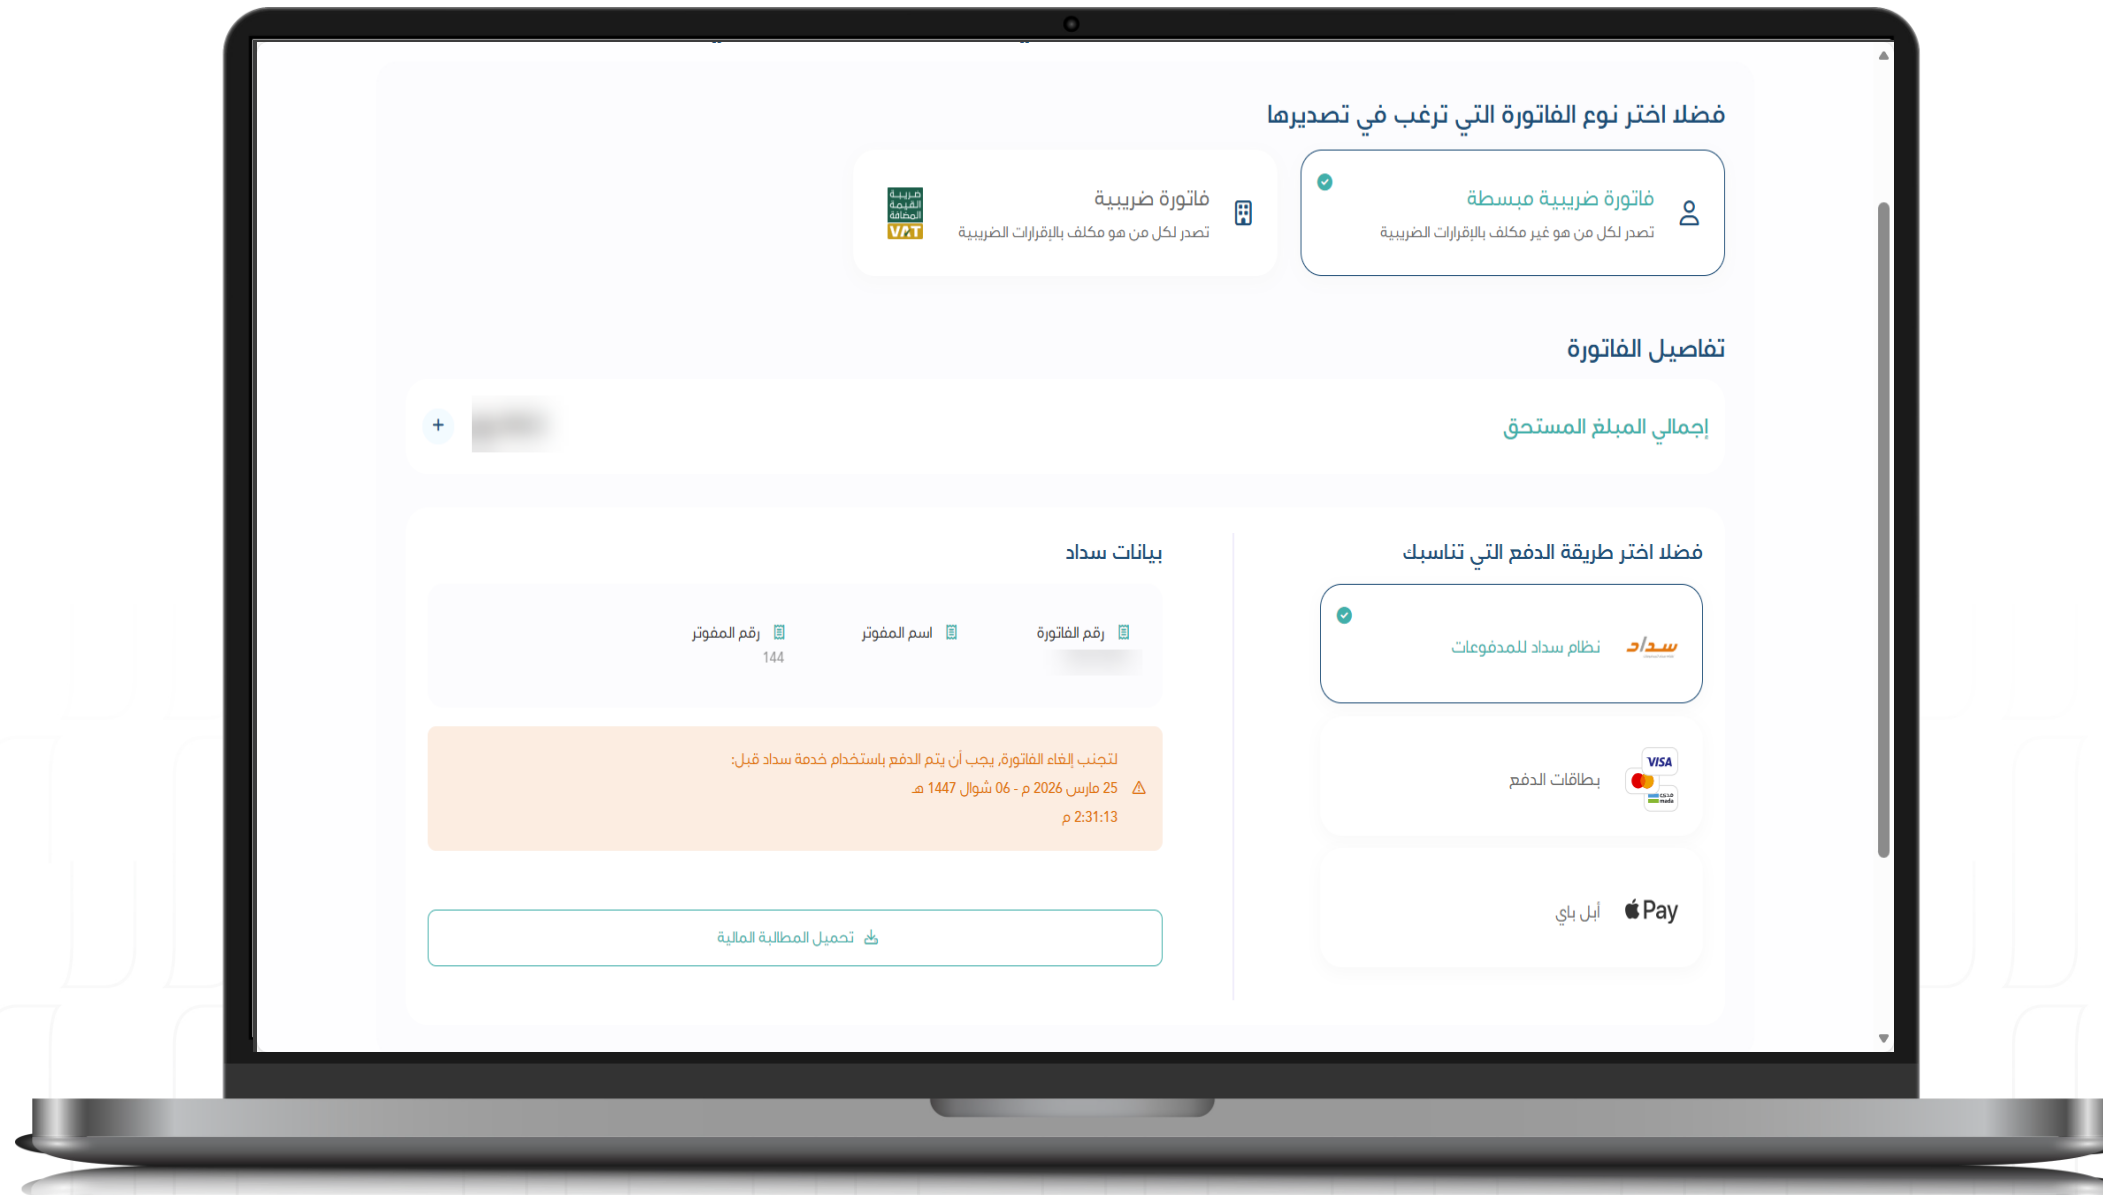 فضلا اختر نوع الفاتورة التي ترغب في تصديرها
فاتورة ضريبية مبسطة
تصدر لكل من هو غير مكلف بالإقرارات الضريبية
فاتورة ضريبية
تصدر لكل من هو مكلف بالإقرارات الضريبية
ضريبة
القيمة
المضافة
VAT
تفاصيل الفاتورة
إجمالي المبلغ المستحق
+
فضلا اختر طريقة الدفع التي تناسبك
سداد
نظام سداد للمدفوعات
VISA
مدى
mada
بطاقات الدفع
Pay
أبل باي
بيانات سداد
رقم الفاتورة
اسم المفوتر
رقم المفوتر
144
لتجنب إلغاء الفاتورة, يجب أن يتم الدفع باستخدام خدمة سداد قبل:
25 مارس 2026 م - 06 شوال 1447 هـ
2:31:13 م
تحميل المطالبة المالية